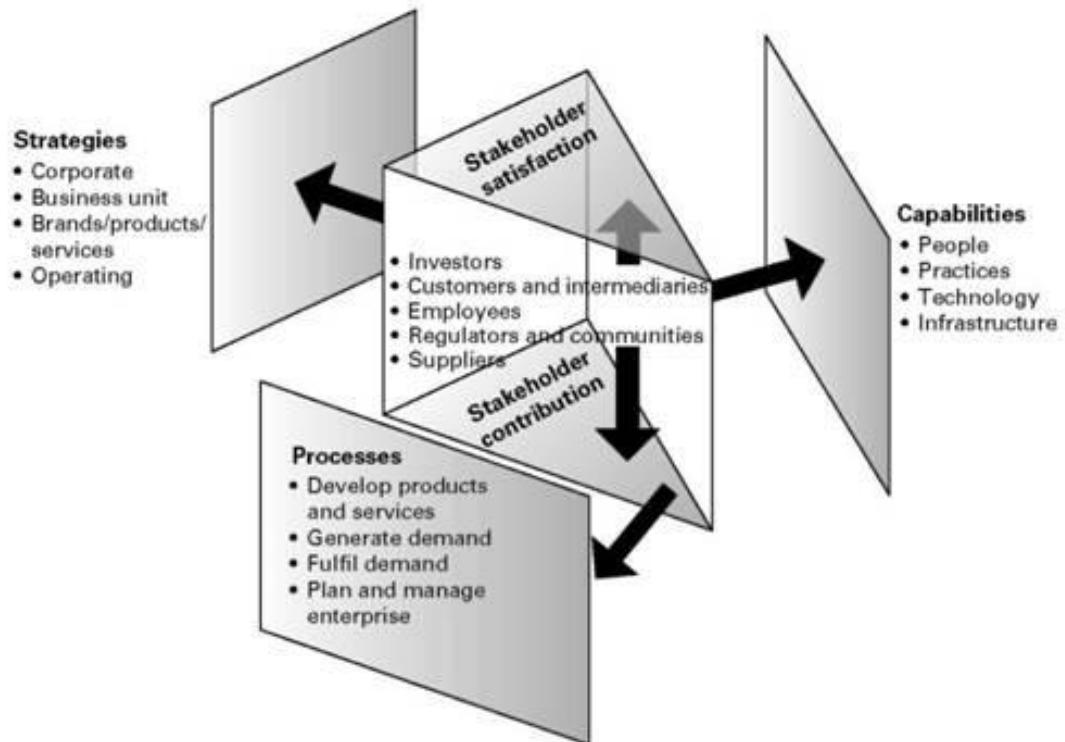 Strategies
• Corporate
• Business unit
• Brands/products/
services
• Operating
Stakeholder
satisfaction
• Investors
• Customers and intermediaries
• Employees
• Regulators and communities
• Suppliers
Stakeholder
contribution
Capabilities
• People
• Practices
• Technology
• Infrastructure
Processes
• Develop products
and services
• Generate demand
• Fulfil demand
• Plan and manage
enterprise